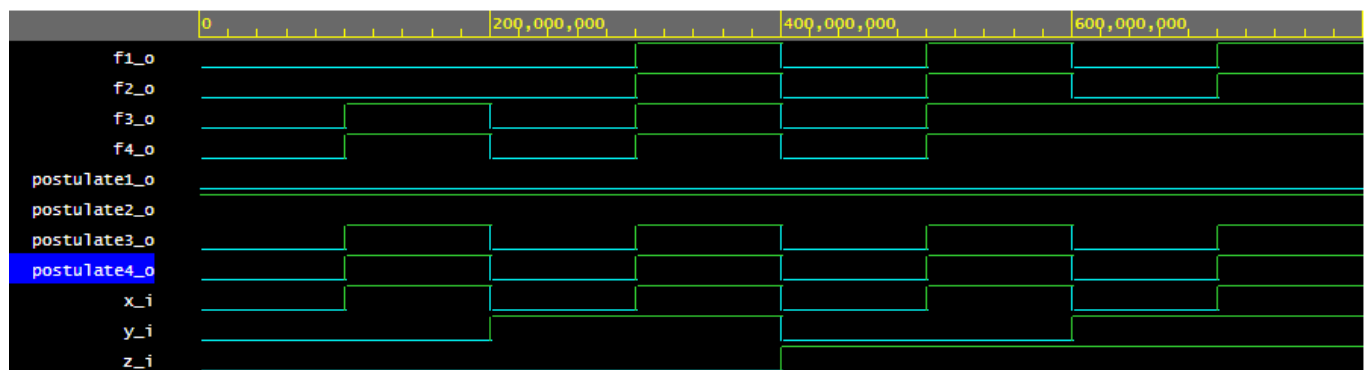 0 200,000,000 400,000,000 600,000,000
f1_o
f2_o
f3_o
f4_o
postulate1_o
postulate2_o
postulate3_o
postulate4_o
x_i
y_i
z_i